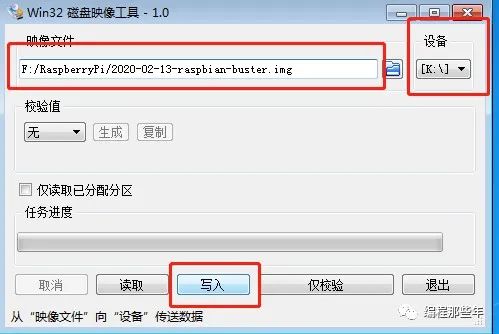 Win32 磁盘映像工具 - 1.0
映像文件
设备
F:/RaspberryPi/2020-02-13-raspbian-buster.img
[K:\]
校验值
无
生成
复制
仅读取已分配分区
任务进度
取消
读取
写入
仅校验
退出
从“映像文件”向“设备”传送数据
编程那些年